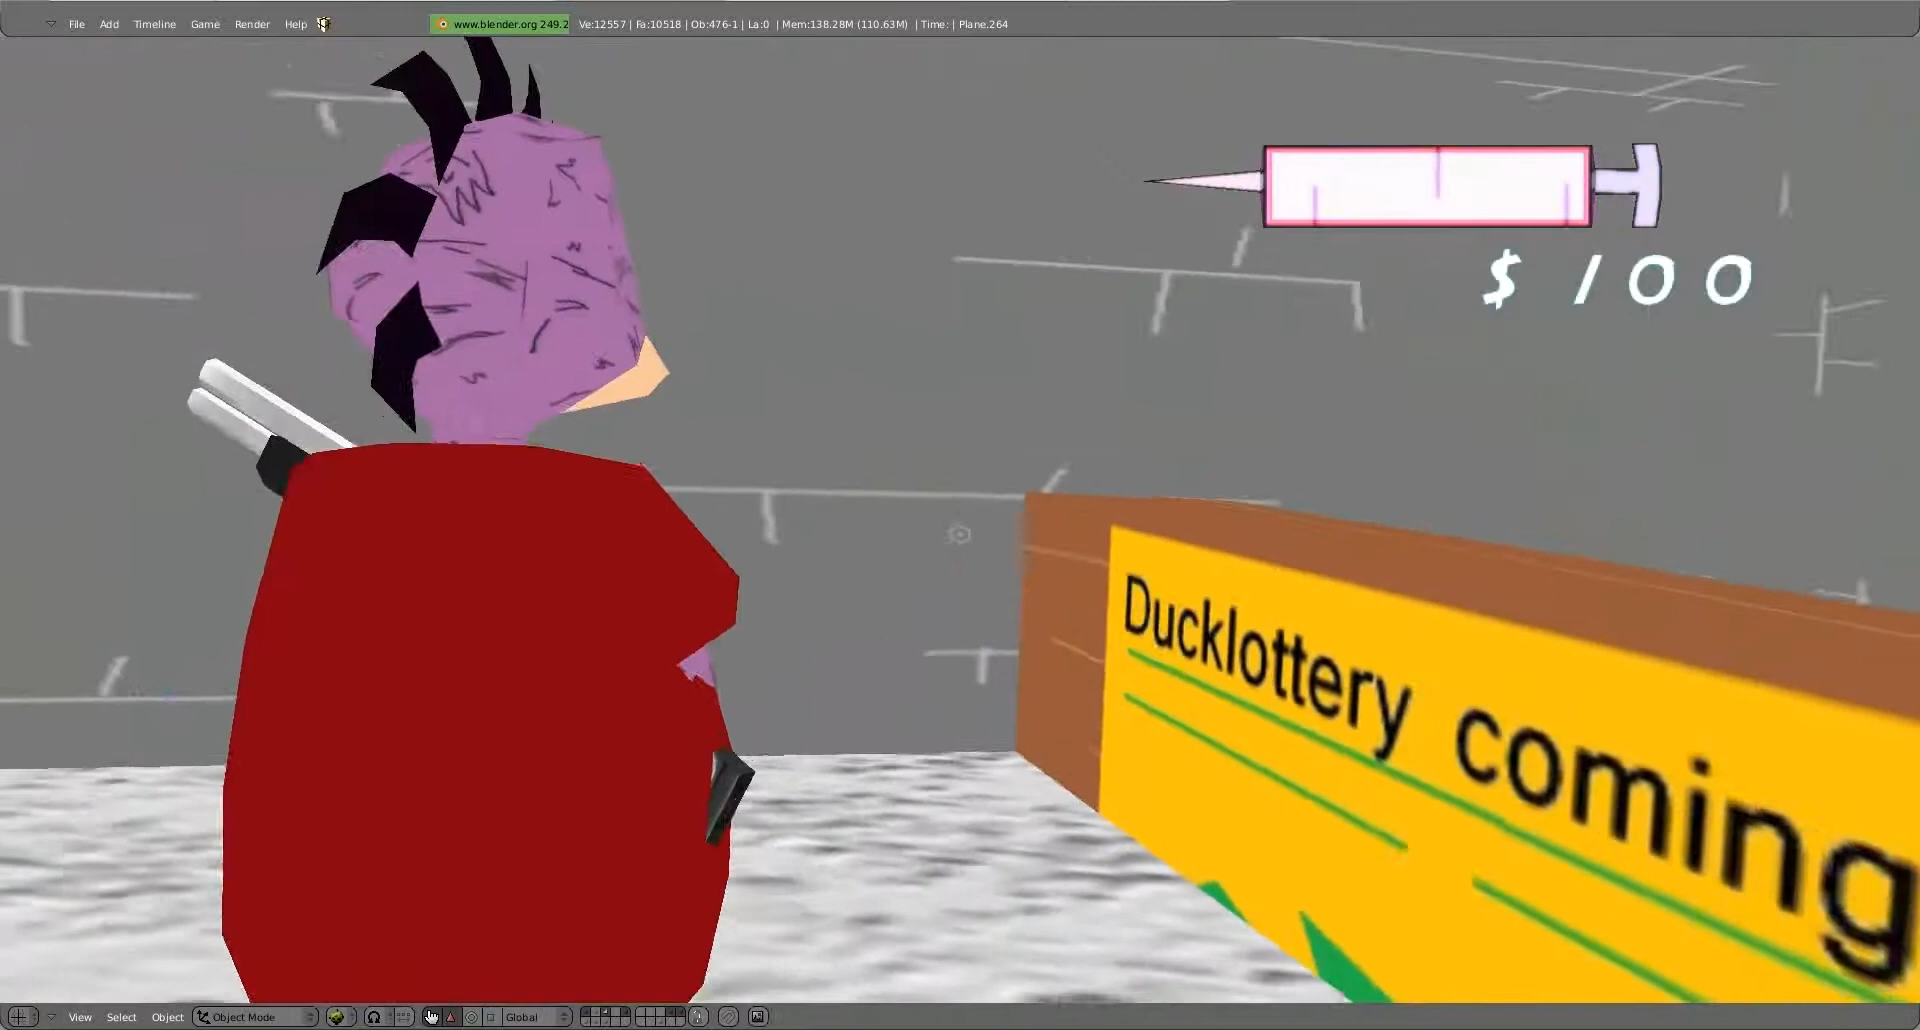 File Add Timeline Game Render Help www.blender.org 249.2 Ve:12557 | Fa:10518 | Ob:476-1 | La:0 | Mem:138.28M (110.63M) | Time: | Plane.264
$ 100
Ducklottery coming
View Select Object Object Mode Global